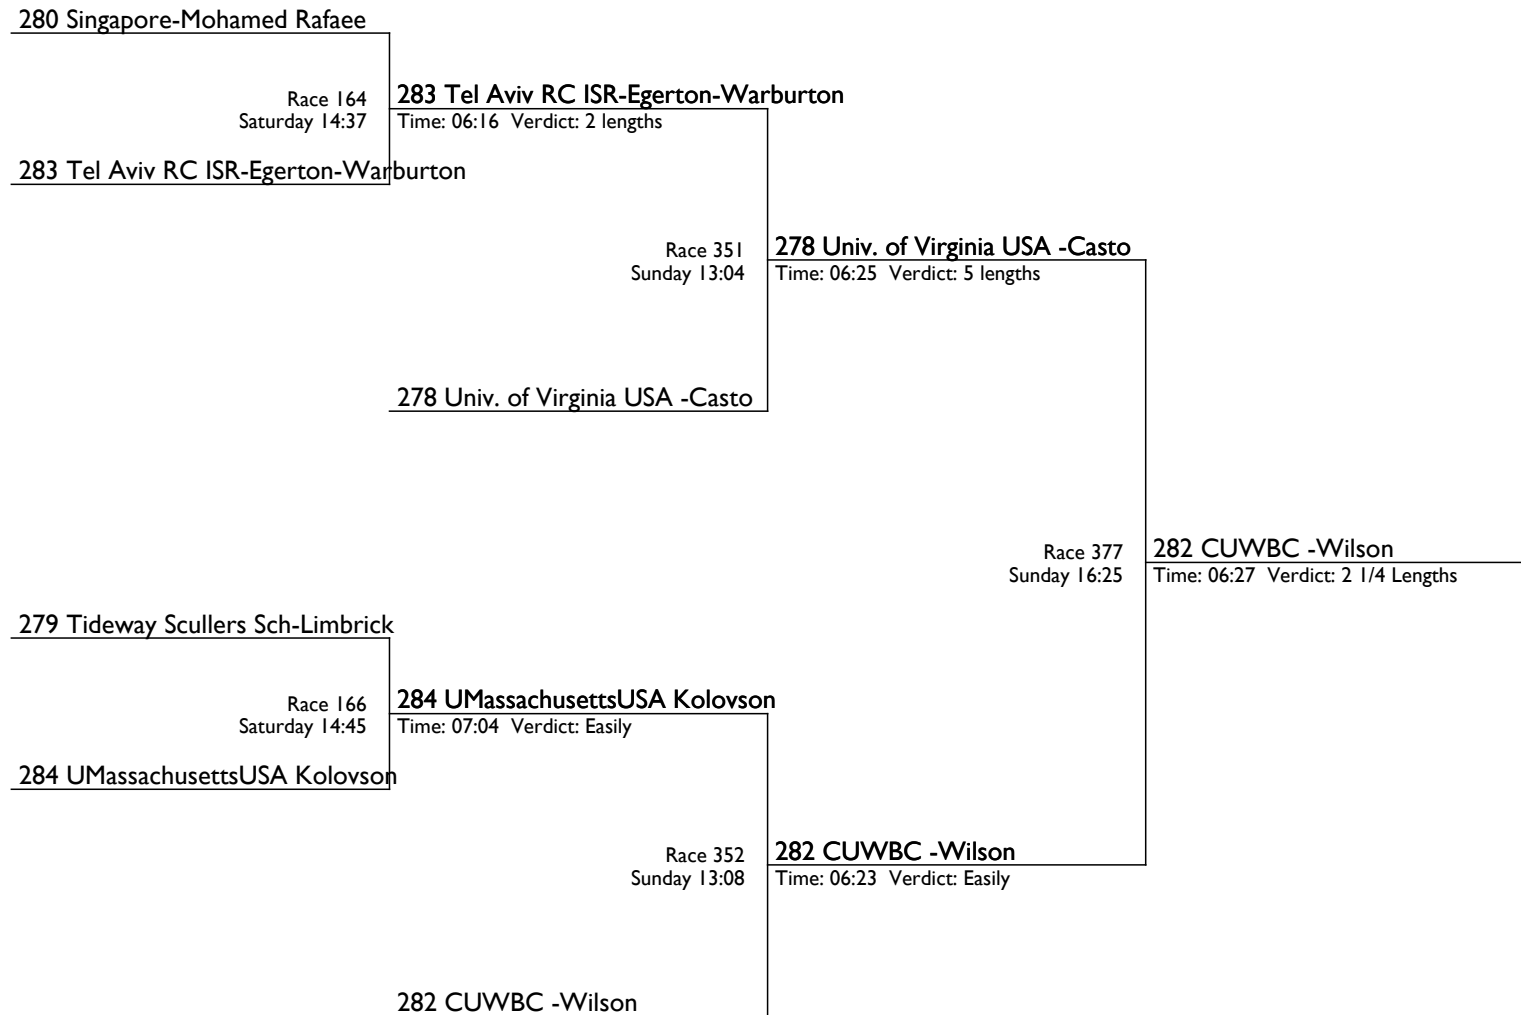 280 Singapore-Mohamed Rafaee
Race 164
Saturday 14:37
283 Tel Aviv RC ISR-Egerton-Warburton
Time: 06:16 Verdict: 2 lengths
283 Tel Aviv RC ISR-Egerton-Warburton
Race 351
Sunday 13:04
278 Univ. of Virginia USA -Casto
Time: 06:25 Verdict: 5 lengths
278 Univ. of Virginia USA -Casto
Race 377
Sunday 16:25
282 CUWBC -Wilson
Time: 06:27 Verdict: 2 1/4 Lengths
279 Tideway Scullers Sch-Limbrick
Race 166
Saturday 14:45
284 UMassachusettsUSA Kolovson
Time: 07:04 Verdict: Easily
284 UMassachusettsUSA Kolovson
Race 352
Sunday 13:08
282 CUWBC -Wilson
Time: 06:23 Verdict: Easily
282 CUWBC -Wilson